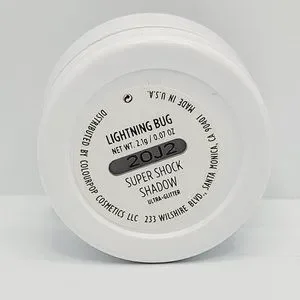 LIGHTNING BUG
NET WT. 2.1g / 0.07 OZ
20J2
SUPER SHOCK
SHADOW
ULTRA-GLITTER
DISTRIBUTED BY COLOURPOP COSMETICS LLC 233 WILSHIRE BLVD., SANTA MONICA, CA 90401
MADE IN U.S.A.